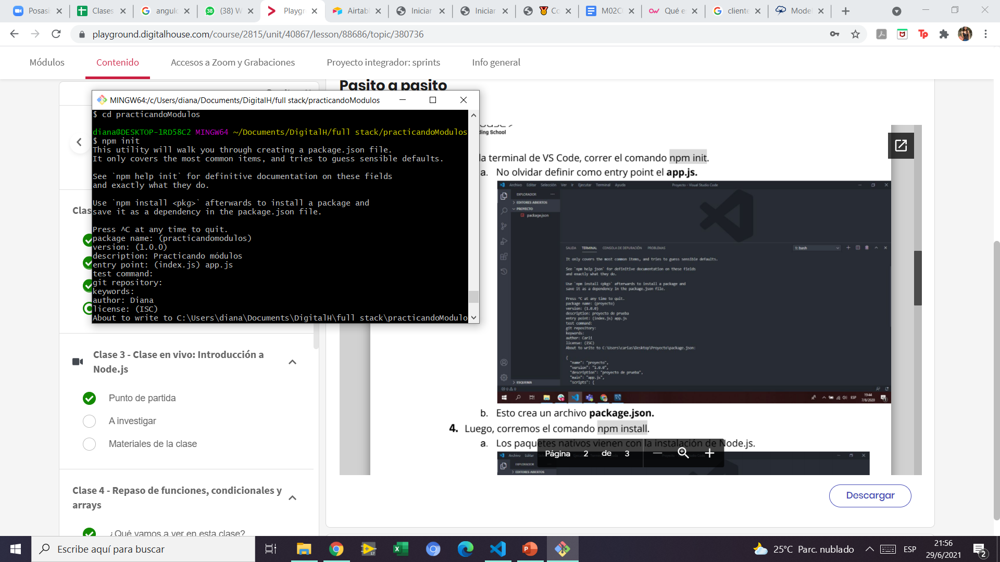 Posasi
Clases
angul
(38) W
Playgr
Airtab
Iniciar
Iniciar
Co
M02C
Qué e
cliente
Model
playground.digitalhouse.com/course/2815/unit/40867/lesson/88686/topic/380736
Módulos
Contenido
Accesos a Zoom y Grabaciones
Proyecto integrador: sprints
Info general
Pasito a pasito
MINGW64:/c/Users/diana/Documents/DigitalH/full stack/practicandoModulos
$ cd practicandoModulos
diana@DESKTOP-1RD58C2 MINGW64 ~/Documents/DigitalH/full stack/practicandoModulos
$ npm init
This utility will walk you through creating a package.json file.
It only covers the most common items, and tries to guess sensible defaults.
See `npm help init` for definitive documentation on these fields
and exactly what they do.
Use `npm install <pkg>` afterwards to install a package and
save it as a dependency in the package.json file.
Press ^C at any time to quit.
package name: (practicandomodulos)
version: (1.0.0)
description: Practicando módulos
entry point: (index.js) app.js
test command:
git repository:
keywords:
author: Diana
license: (ISC)
About to write to C:\Users\diana\Documents\DigitalH\full stack\practicandoModulo
Clas
Clase 3 - Clase en vivo: Introducción a
Node.js
Punto de partida
A investigar
Materiales de la clase
Clase 4 - Repaso de funciones, condicionales y
arrays
¿Qué vamos a ver en esta clase?
ding School
la terminal de VS Code, correr el comando npm init.
a. No olvidar definir como entry point el app.js.
Archivo Editar Selección Ver Ir Ejecutar Terminal Ayuda
Proyecto - Visual Studio Code
EXPLORADOR
EDITORES ABIERTOS
PROYECTO
package.json
SALIDA TERMINAL CONSOLA DE DEPURACIÓN PROBLEMAS
1: bash
It only covers the most common items, and tries to guess sensible defaults.
See `npm help json` for definitive documentation on these fields
and exactly what they do.
Use `npm install <pkg>` afterwards to install a package and
save it as a dependency in the package.json file.
Press ^C at any time to quit.
package name: (proyecto)
version: (1.0.0)
description: proyecto de prueba
entry point: (index.js) app.js
test command:
git repository:
keywords:
author: Carli
license: (ISC)
About to write to C:\Users\carias\Desktop\Proyecto\package.json:
{
"name": "proyecto",
"version": "1.0.0",
"description": "proyecto de prueba",
"main": "app.js",
"scripts": {
ESQUEMA
ESP
19:44
7/8/2020
b. Esto crea un archivo package.json.
4. Luego, corremos el comando npm install.
a. Los paquetes nativos vienen con la instalación de Node.js.
Página 2 de 3
Archivo Editar
EXPLORADOR
EDITORES ABIERTOS
Descargar
Escribe aquí para buscar
25°C Parc. nublado
ESP
21:56
29/6/2021
2